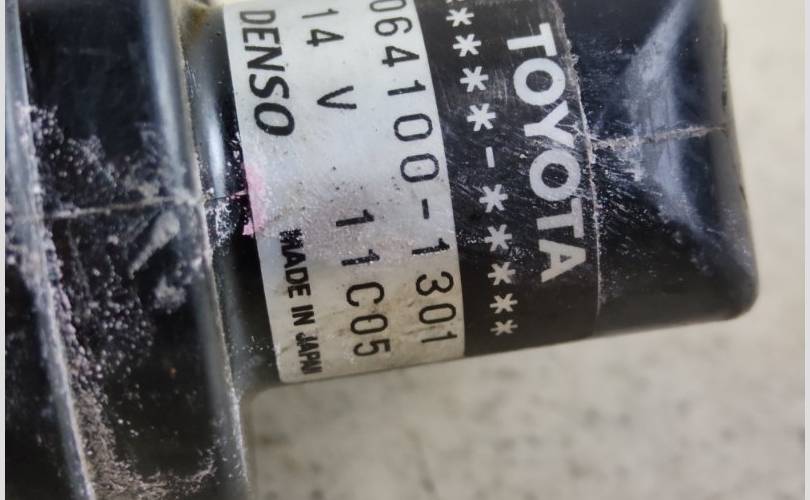 TOYOTA
*****-*****
064100-1301
14 V 11C05
DENSO MADE IN JAPAN